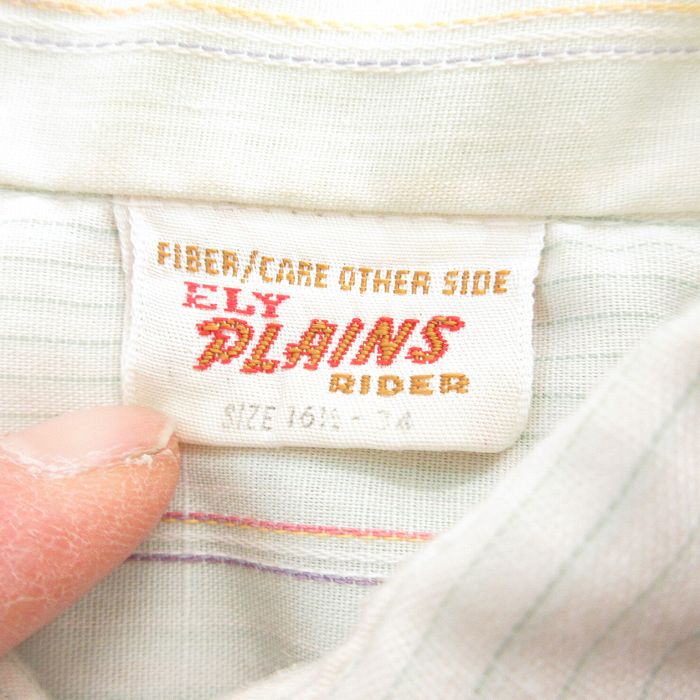 FIBER/CARE OTHER SIDE
ELY
PLAINS
RIDER
SIZE 16½ - 34